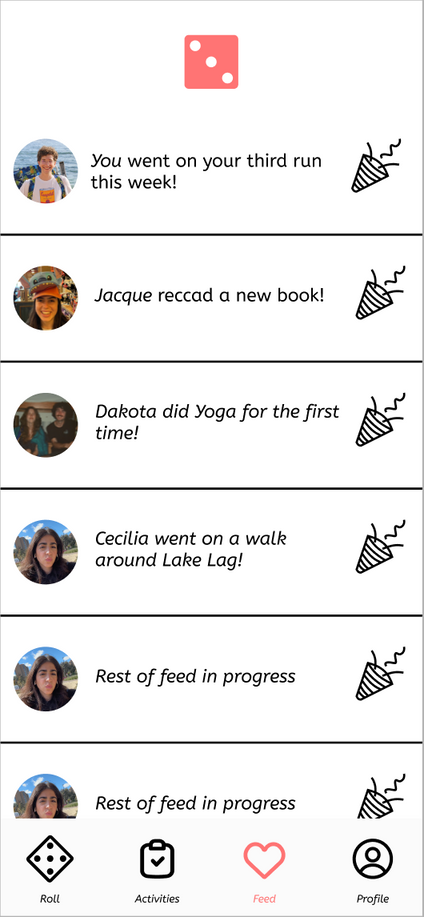 You went on your third run
this week!
Jacque reccad a new book!
Dakota did Yoga for the first
time!
Cecilia went on a walk
around Lake Lag!
Rest of feed in progress
Rest of feed in progress
Roll Activities Feed Profile